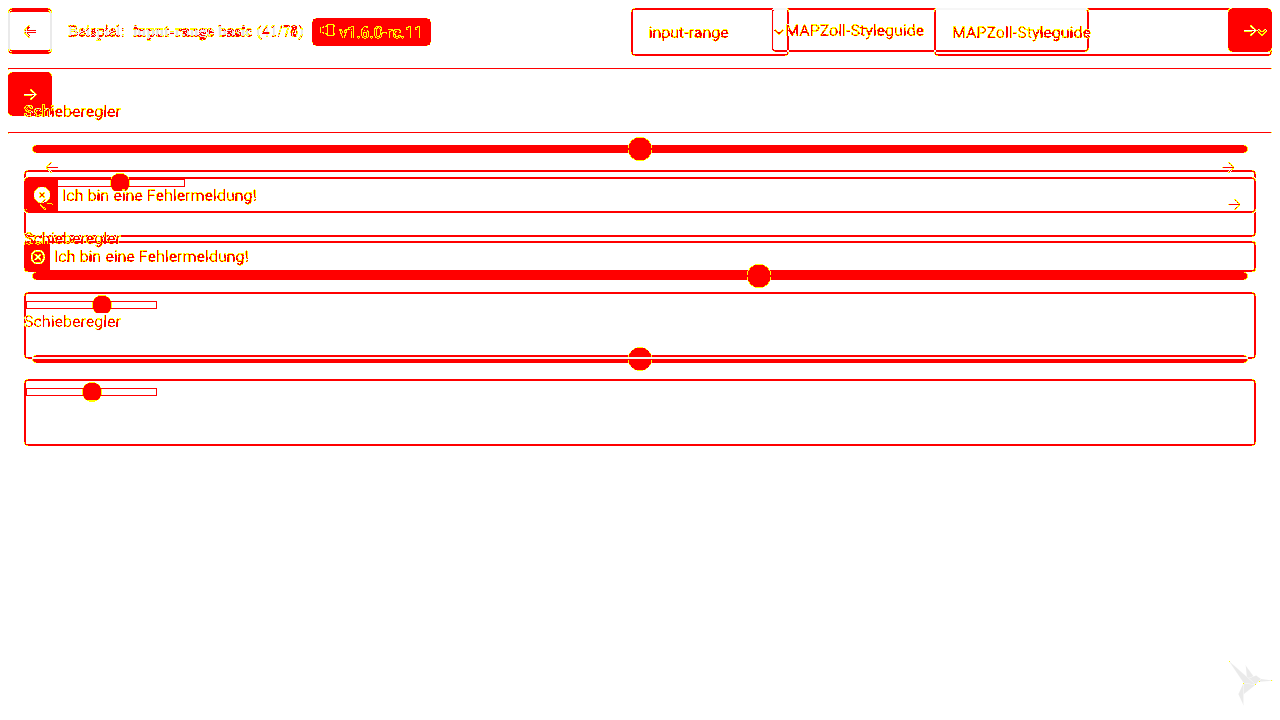 Beispiel: input-range basic (41/78) v1.6.0-rc.11 input-range MAPZoll-Styleguide MAPZoll-Styleguide
Schieberegler
Ich bin eine Fehlermeldung!
Schieberegler
Ich bin eine Fehlermeldung!
Schieberegler